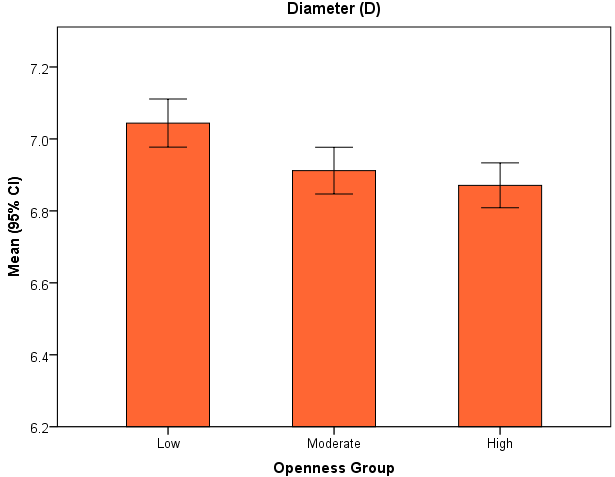 Diameter (D)
Mean (95% CI)
7.2
7.0
6.8
6.6
6.4
6.2
Low Moderate High
Openness Group